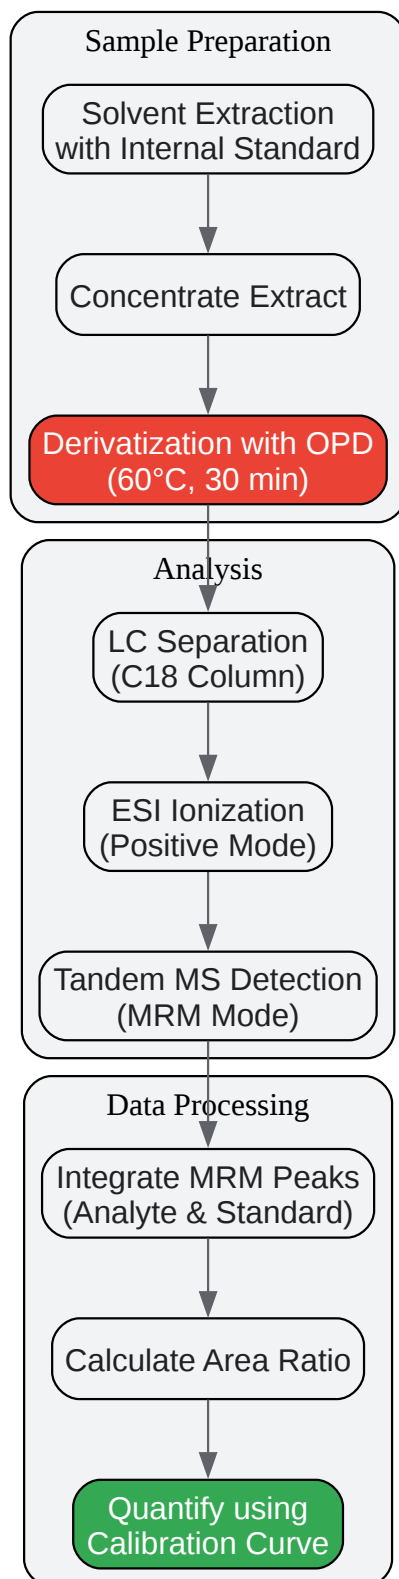 Sample Preparation
Solvent Extraction
with Internal Standard
Concentrate Extract
Derivatization with OPD
(60°C, 30 min)
Analysis
LC Separation
(C18 Column)
ESI Ionization
(Positive Mode)
Tandem MS Detection
(MRM Mode)
Data Processing
Integrate MRM Peaks
(Analyte & Standard)
Calculate Area Ratio
Quantify using
Calibration Curve